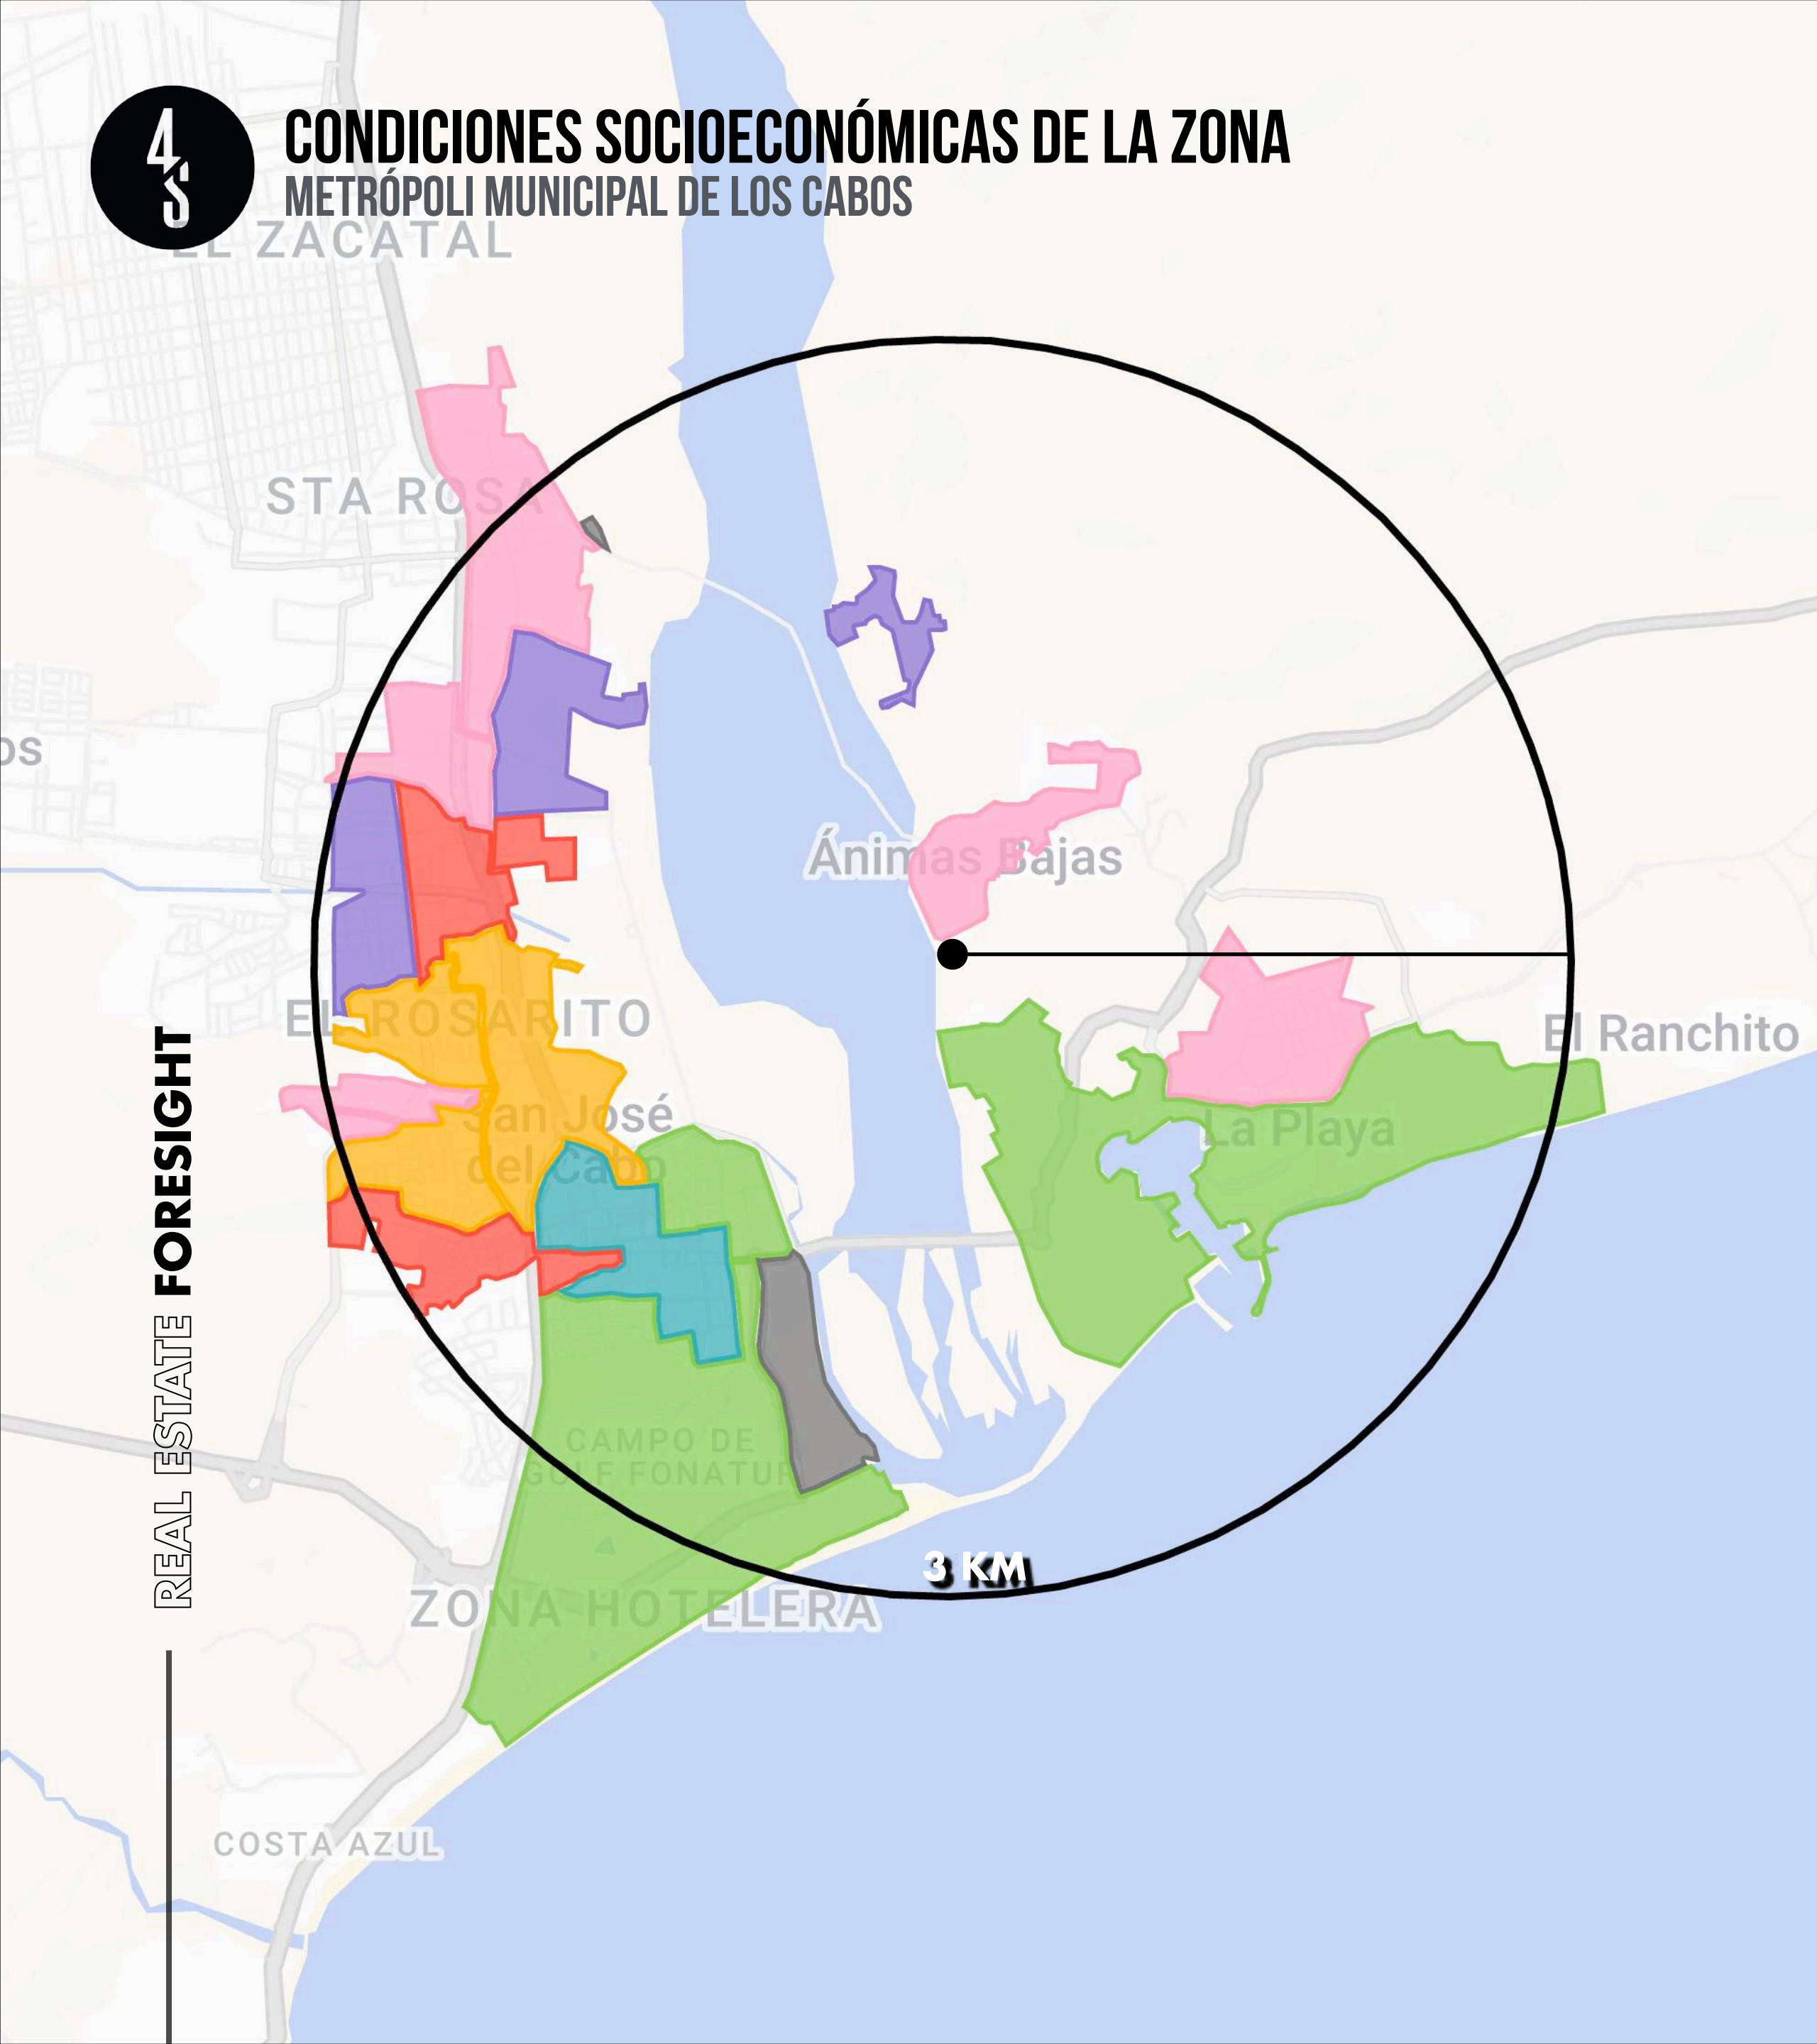 4S
CONDICIONES SOCIOECONÓMICAS DE LA ZONA
METRÓPOLI MUNICIPAL DE LOS CABOS
EL ZACATAL
STA ROSA
os
Ánimas Bajas
EL ROSARITO
El Ranchito
San José
del Cabo
La Playa
REAL ESTATE FORESIGHT
CAMPO DE
GOLF FONATUR
3 KM
ZONA HOTELERA
COSTA AZUL